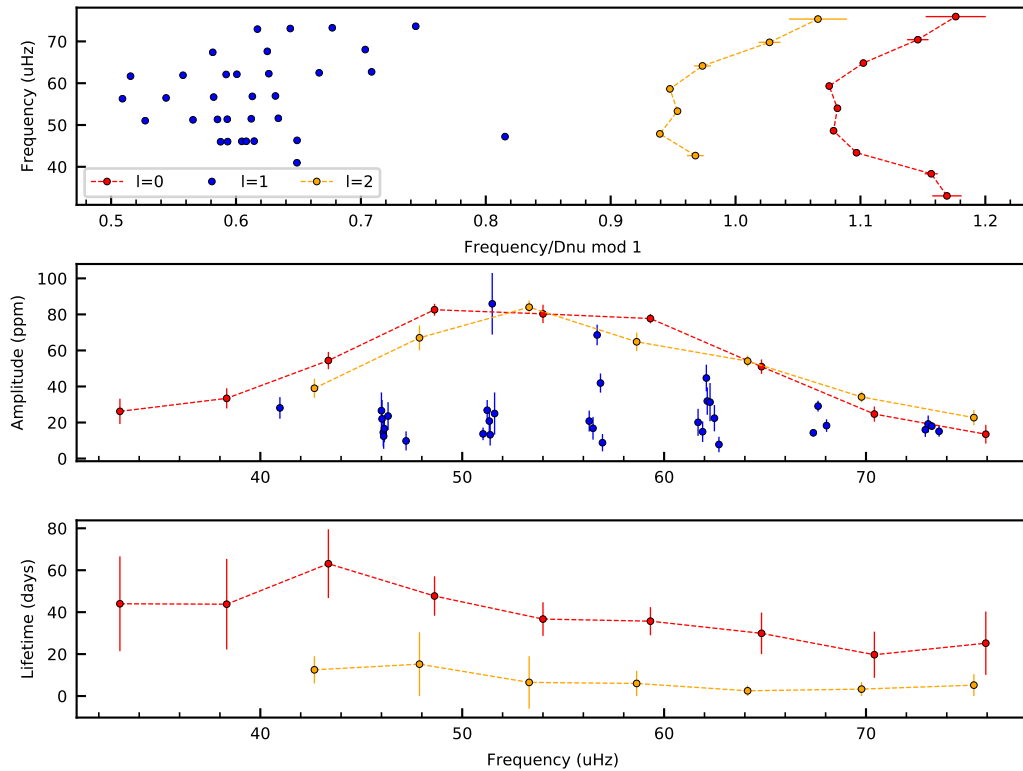 Frequency (uHz)
70
60
50
40
l=0 l=1 l=2
0.5 0.6 0.7 0.8 0.9 1.0 1.1 1.2
Frequency/Dnu mod 1
Amplitude (ppm)
100
80
60
40
20
0
40 50 60 70
Lifetime (days)
80
60
40
20
0
40 50 60 70
Frequency (uHz)